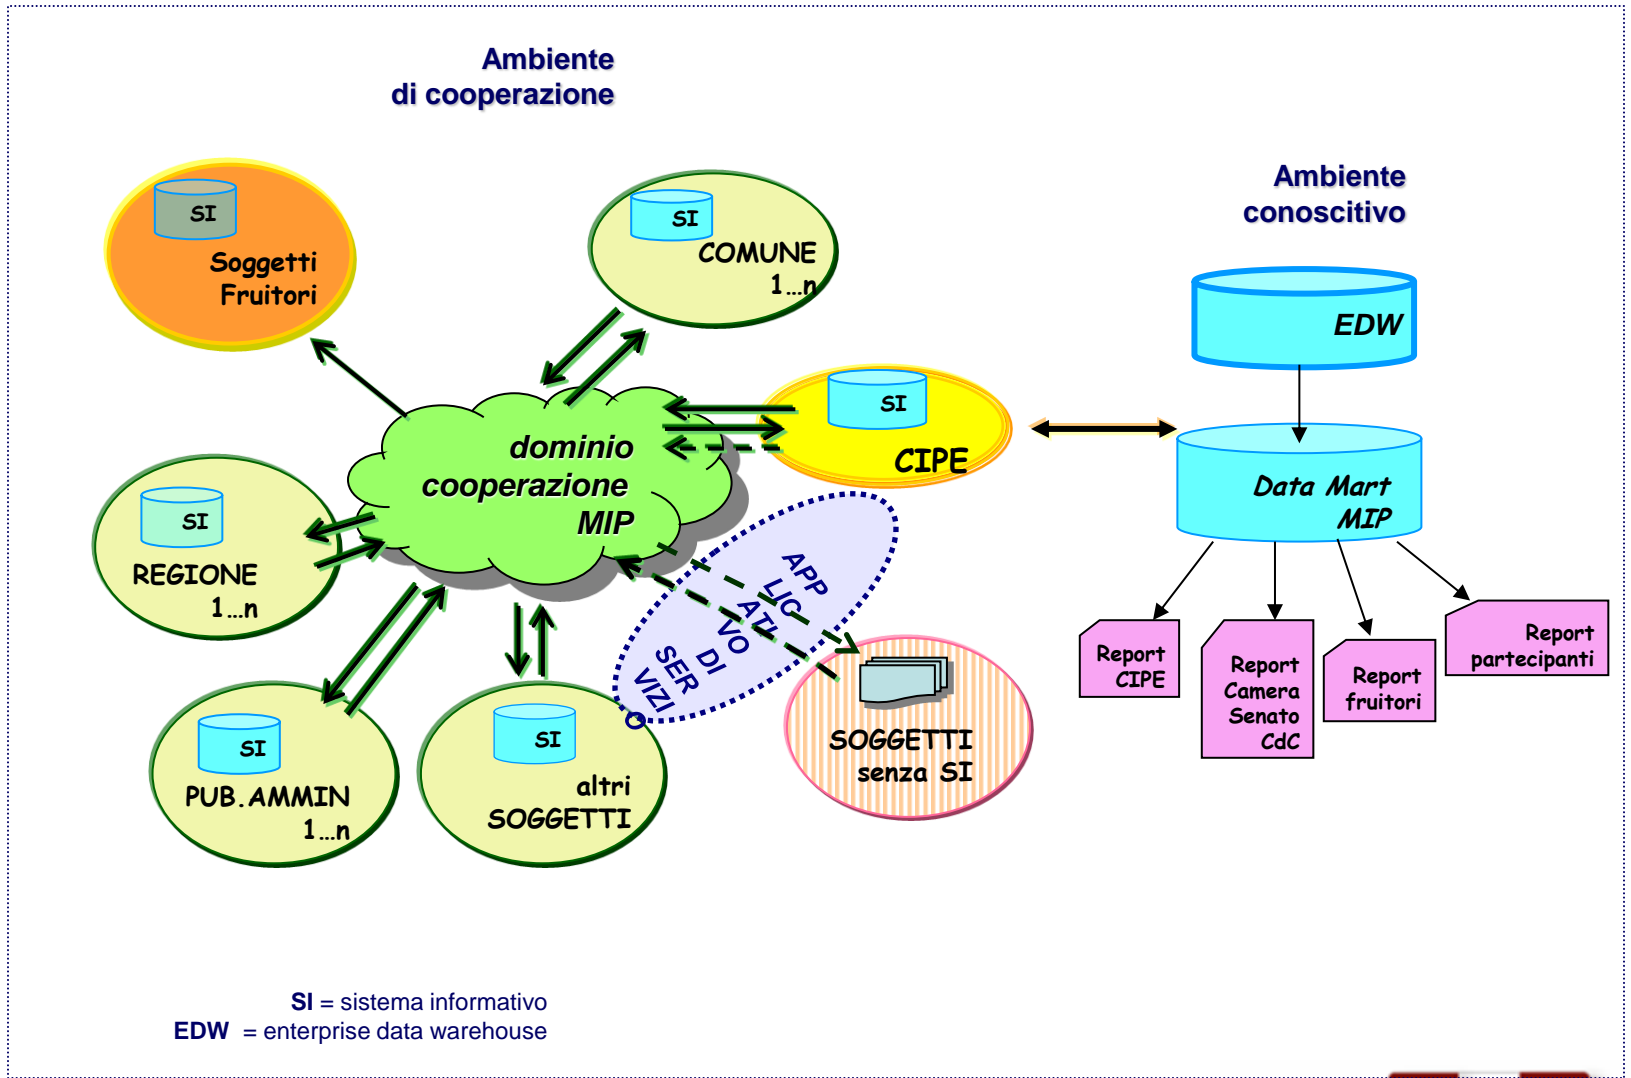 Ambiente
di cooperazione
Ambiente
conoscitivo
SI
Soggetti
Fruitori
SI
COMUNE
1...n
EDW
SI
CIPE
dominio
cooperazione
MIP
Data Mart
MIP
SI
REGIONE
1...n
APP
LIC
ATI
VO
DI
SER
VIZI
Report
CIPE
Report
Camera
Senato
CdC
Report
fruitori
Report
partecipanti
SI
PUB.AMMIN
1...n
SI
altri
SOGGETTI
SOGGETTI
senza SI
SI = sistema informativo
EDW = enterprise data warehouse